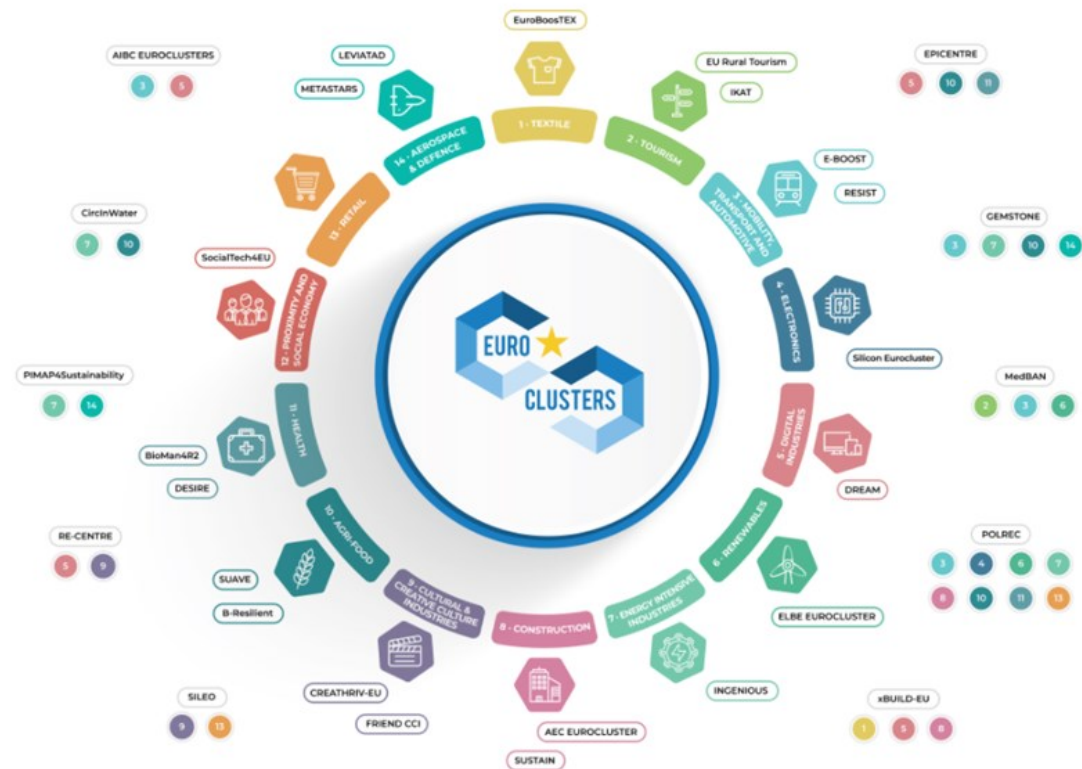 EuroBoosTEX
AIBC EUROCLUSTERS
3 5
LEVIATAD
METASTARS
EU Rural Tourism
IKAT
EPICENTRE
5 10 11
1 - TEXTILE
2 - TOURISM
14 - AEROSPACE
& DEFENCE
E-BOOST
RESIST
3 - MOBILITY,
TRANSPORT AND
AUTOMOTIVE
13 - RETAIL
CircInWater
7 10
GEMSTONE
3 7 10 14
SocialTech4EU
12 - PROXIMITY AND
SOCIAL ECONOMY
4 - ELECTRONICS
Silicon Eurocluster
EURO
CLUSTERS
PIMAP4Sustainability
7 14
MedBAN
2 3 6
11 - HEALTH
5 - DIGITAL
INDUSTRIES
BioMan4R2
DESIRE
DREAM
RE-CENTRE
5 9
POLREC
3 4 6 7
8 10 11 13
10 - AGRI-FOOD
6 - RENEWABLES
SUAVE
B-Resilient
ELBE EUROCLUSTER
9 - CULTURAL &
CREATIVE CULTURE
INDUSTRIES
8 - CONSTRUCTION
7 - ENERGY INTENSIVE
INDUSTRIES
CREATHRIV-EU
FRIEND CCI
INGENIOUS
SILEO
9 13
AEC EUROCLUSTER
SUSTAIN
xBUILD-EU
1 5 8